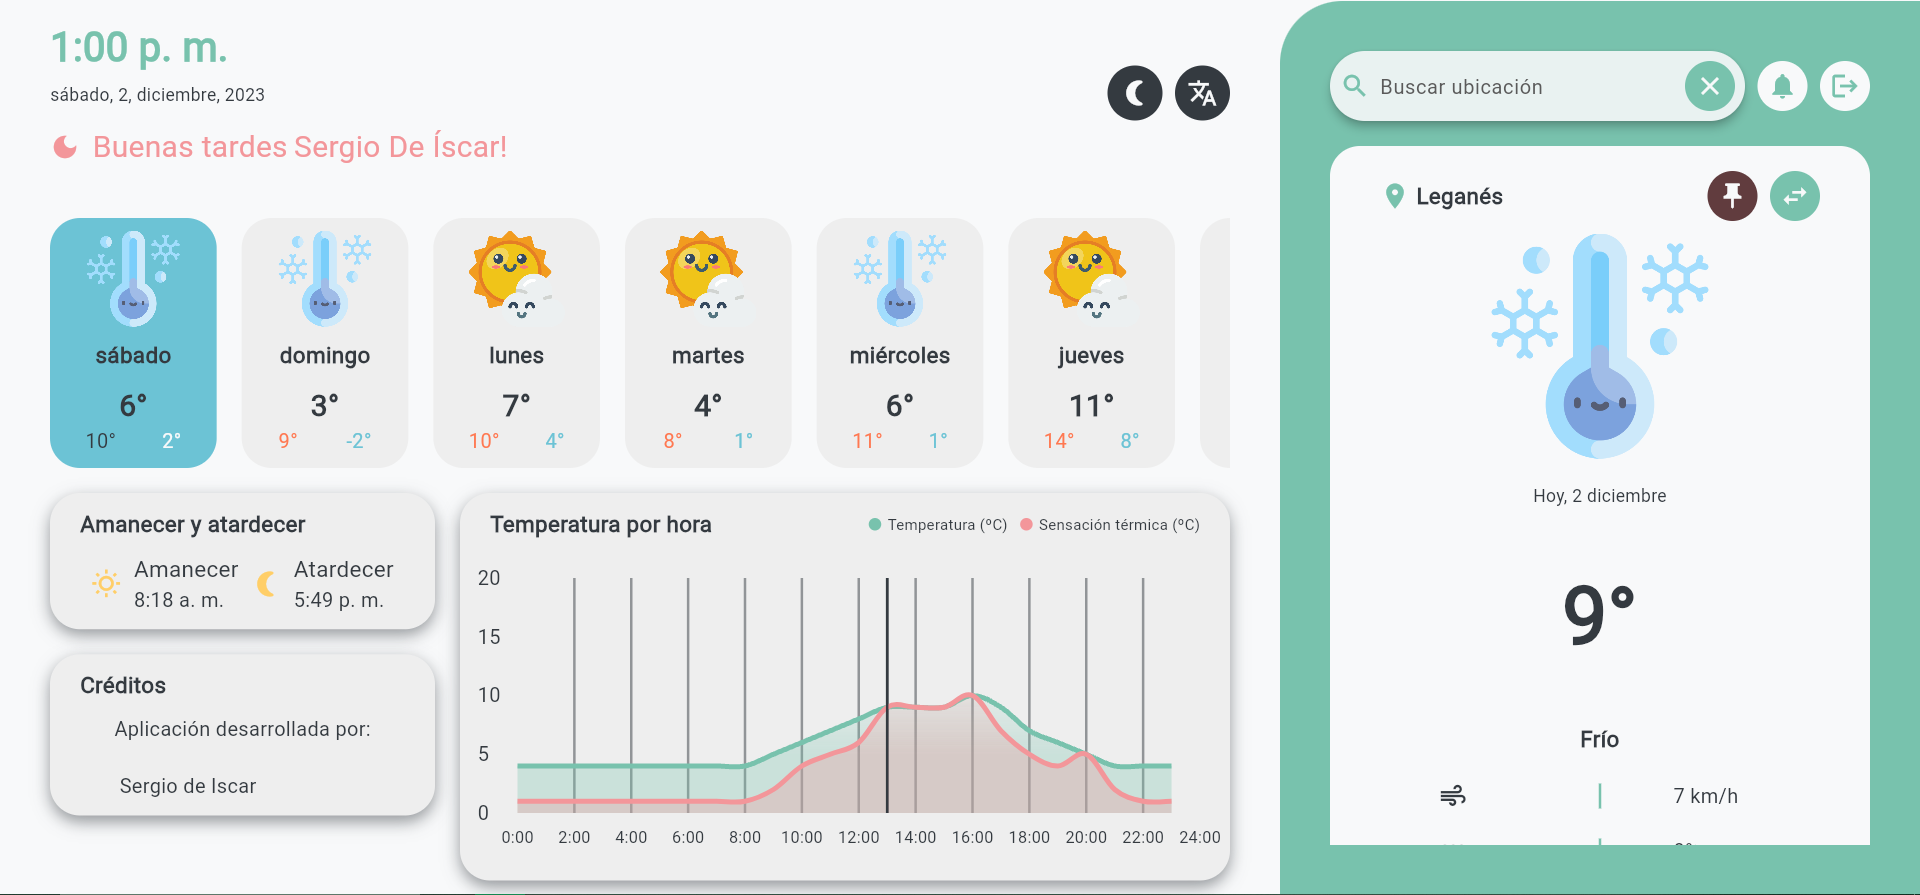 1:00 p. m.
sábado, 2, diciembre, 2023
Buenas tardes Sergio De Íscar!
sábado
6°
10° 2°
domingo
3°
9° -2°
lunes
7°
10° 4°
martes
4°
8° 1°
miércoles
6°
11° 1°
jueves
11°
14° 8°
Amanecer y atardecer
Amanecer
8:18 a. m.
Atardecer
5:49 p. m.
Créditos
Aplicación desarrollada por:
Sergio de Iscar
Temperatura por hora
Temperatura (ºC) Sensación térmica (ºC)
20
15
10
5
0
0:00 2:00 4:00 6:00 8:00 10:00 12:00 14:00 16:00 18:00 20:00 22:00 24:00
Buscar ubicación
Leganés
Hoy, 2 diciembre
9°
Frío
7 km/h